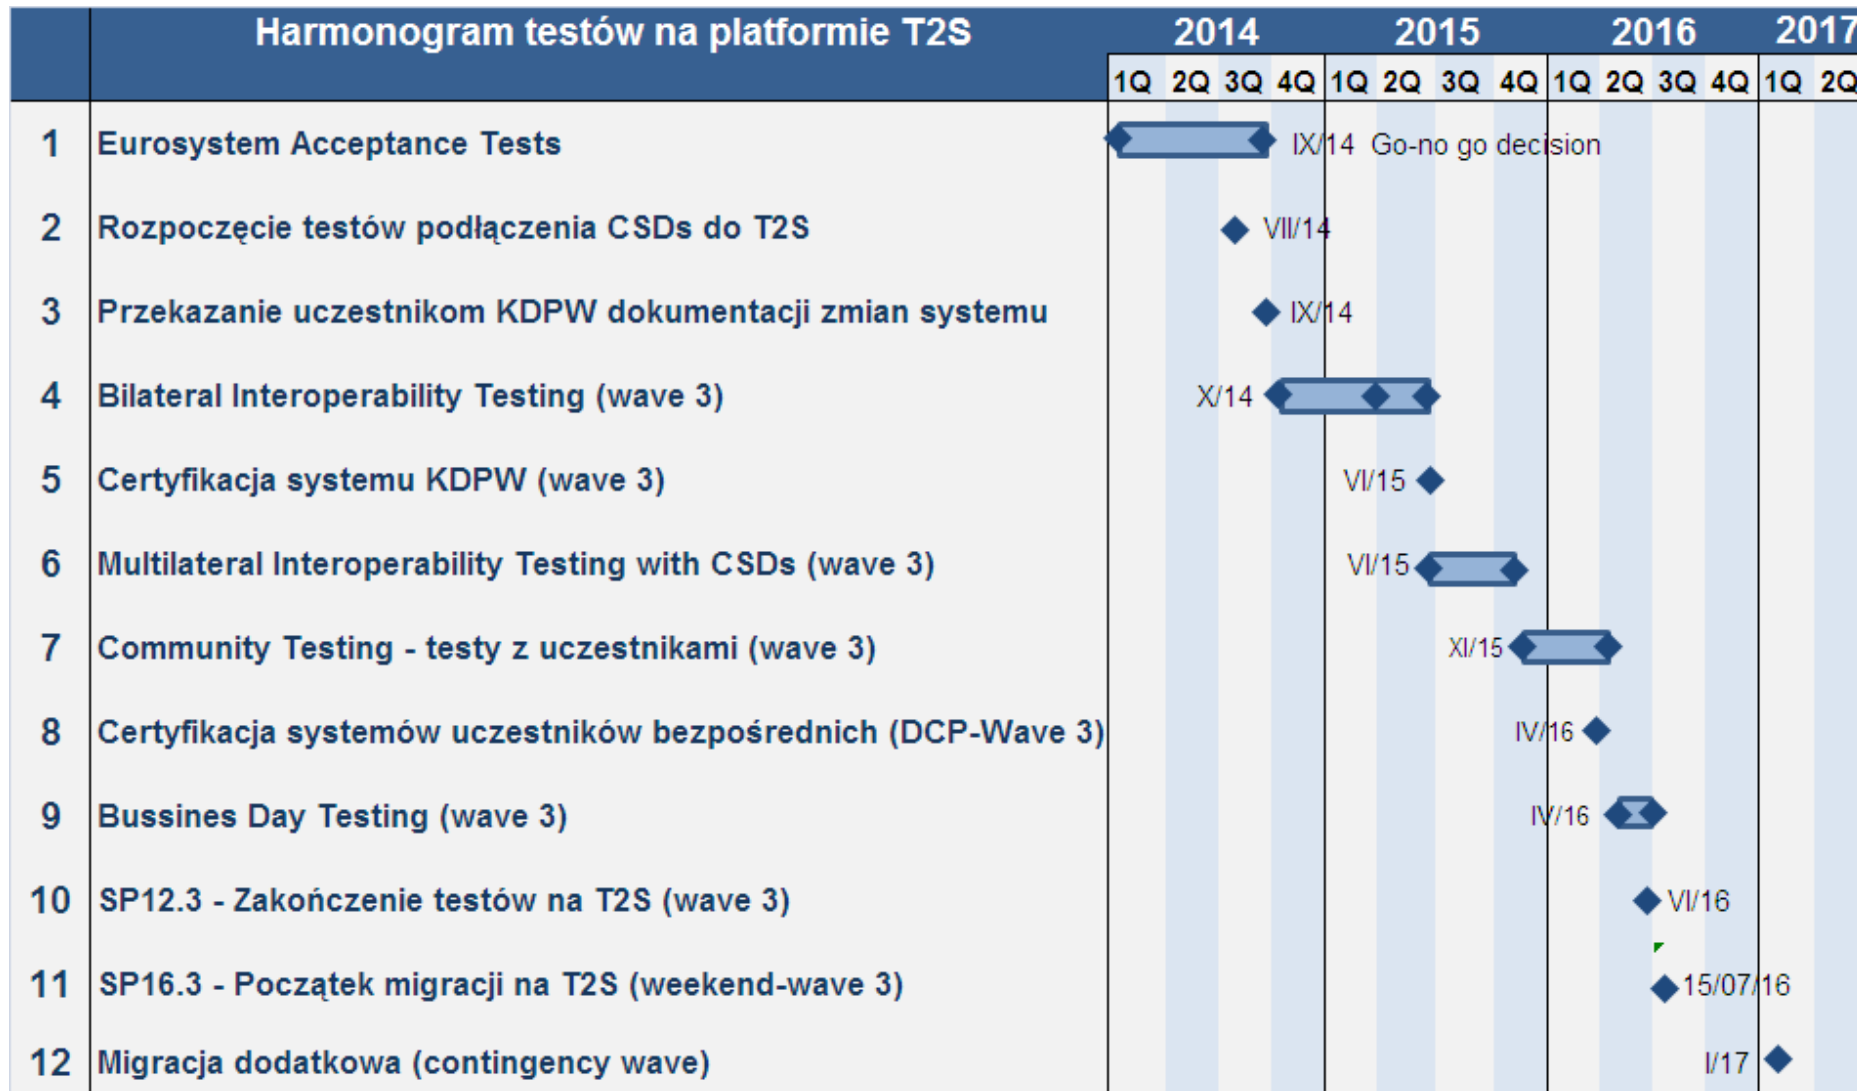 Harmonogram testów na platformie T2S 2014 2015 2016 2017
1Q 2Q 3Q 4Q 1Q 2Q 3Q 4Q 1Q 2Q 3Q 4Q 1Q 2Q
1 Eurosystem Acceptance Tests IX/14 Go-no go decision
2 Rozpoczęcie testów podłączenia CSDs do T2S VII/14
3 Przekazanie uczestnikom KDPW dokumentacji zmian systemu IX/14
4 Bilateral Interoperability Testing (wave 3) X/14
5 Certyfikacja systemu KDPW (wave 3) VI/15
6 Multilateral Interoperability Testing with CSDs (wave 3) VI/15
7 Community Testing - testy z uczestnikami (wave 3) XI/15
8 Certyfikacja systemów uczestników bezpośrednich (DCP-Wave 3) IV/16
9 Bussines Day Testing (wave 3) IV/16
10 SP12.3 - Zakończenie testów na T2S (wave 3) VI/16
11 SP16.3 - Początek migracji na T2S (weekend-wave 3) 15/07/16
12 Migracja dodatkowa (contingency wave) I/17